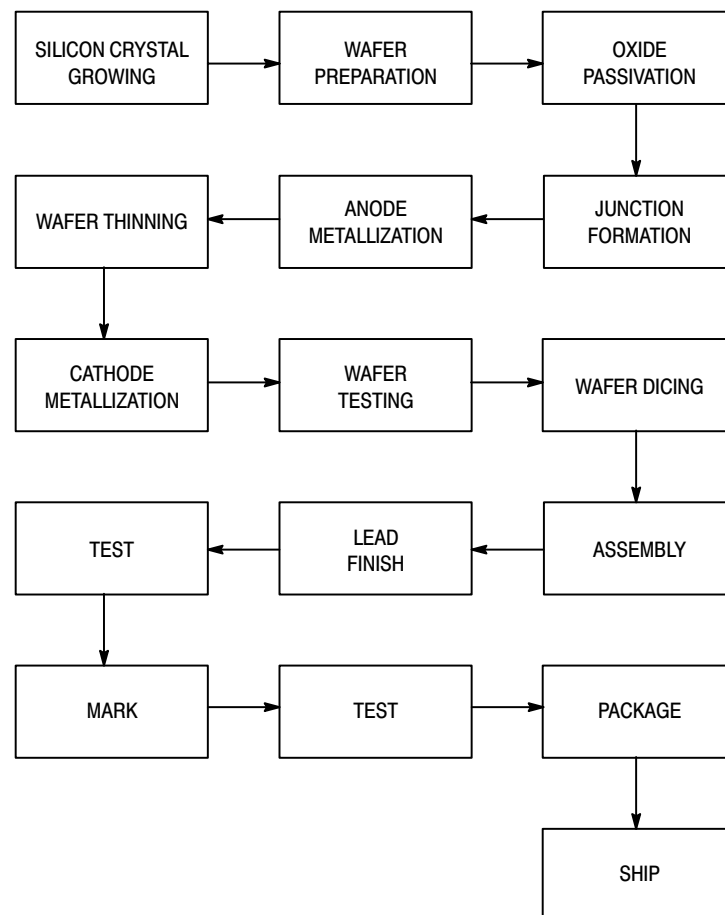 SILICON CRYSTAL
GROWING
WAFER
PREPARATION
OXIDE
PASSIVATION
JUNCTION
FORMATION
ANODE
METALLIZATION
WAFER THINNING
CATHODE
METALLIZATION
WAFER
TESTING
WAFER DICING
ASSEMBLY
LEAD
FINISH
TEST
MARK
TEST
PACKAGE
SHIP